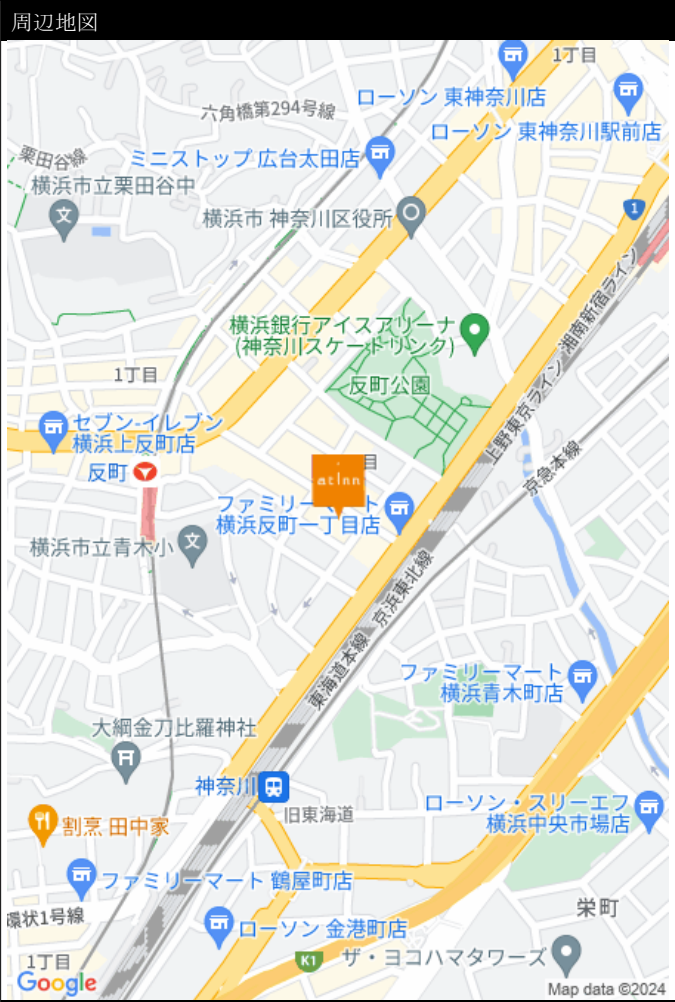 周辺地図
1丁目
ローソン 東神奈川店
六角橋第294号線
ローソン 東神奈川駅前店
栗田谷線
ミニストップ 広台太田店
横浜市立栗田谷中
文
1
横浜市 神奈川区役所
湘南新宿ライン
横浜銀行アイスアリーナ
(神奈川スケートリンク)
1丁目
反町公園
上野東京ライン
セブン-イレブン
横浜上反町店
反町
目
京急本線
at Inn
ファミリーマート
横浜反町一丁目店
横浜市立青木小
文
京浜東北線
東海道本線
ファミリーマート
横浜青木町店
大綱金刀比羅神社
神奈川
旧東海道
ローソン・スリーエフ
横浜中央市場店
割烹 田中家
ファミリーマート 鶴屋町店
環状1号線
栄町
ローソン 金港町店
1丁目
K1
ザ・ヨコハマタワーズ
Google
Map data ©2024